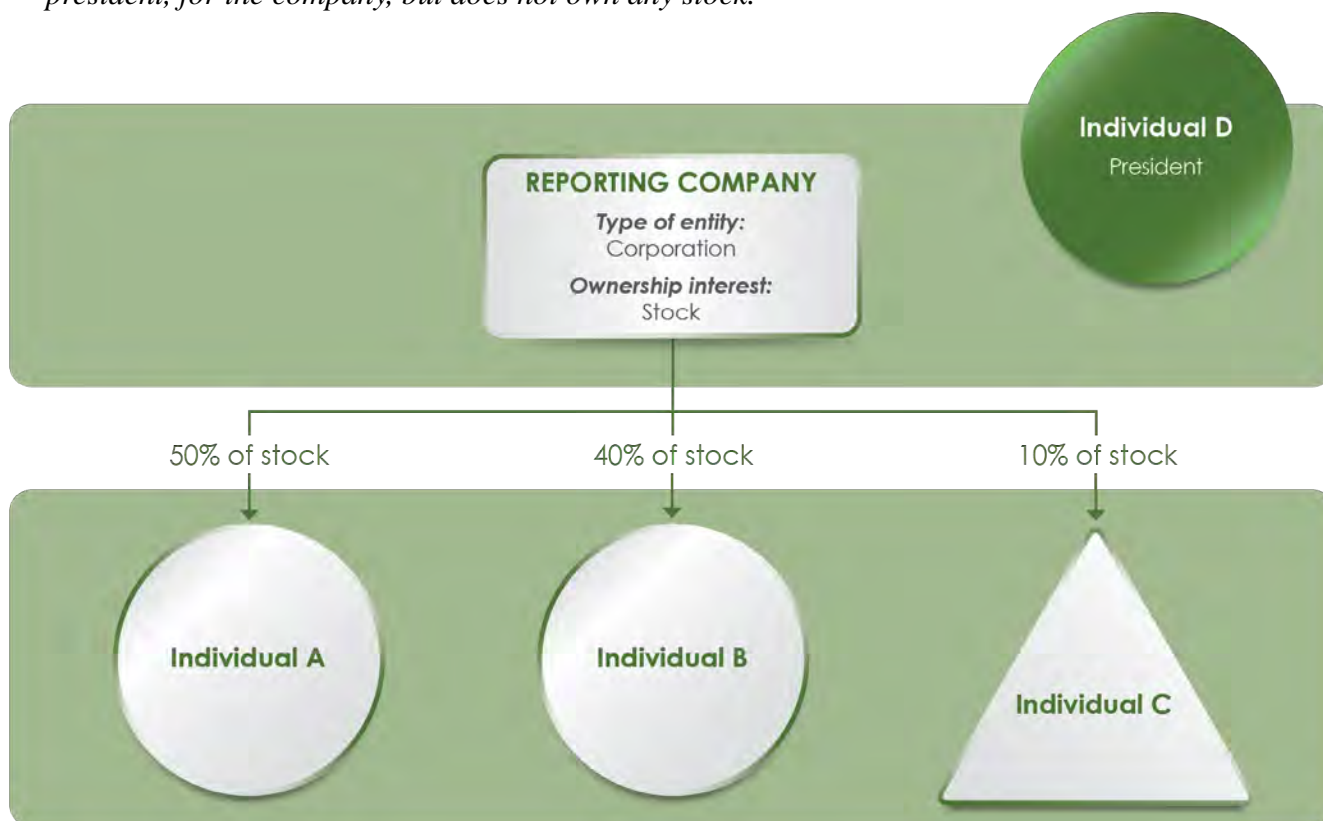 president, for the company, but does not own any stock.
Individual D
President
REPORTING COMPANY
Type of entity:
Corporation
Ownership interest:
Stock
50% of stock
40% of stock
10% of stock
Individual A
Individual B
Individual C